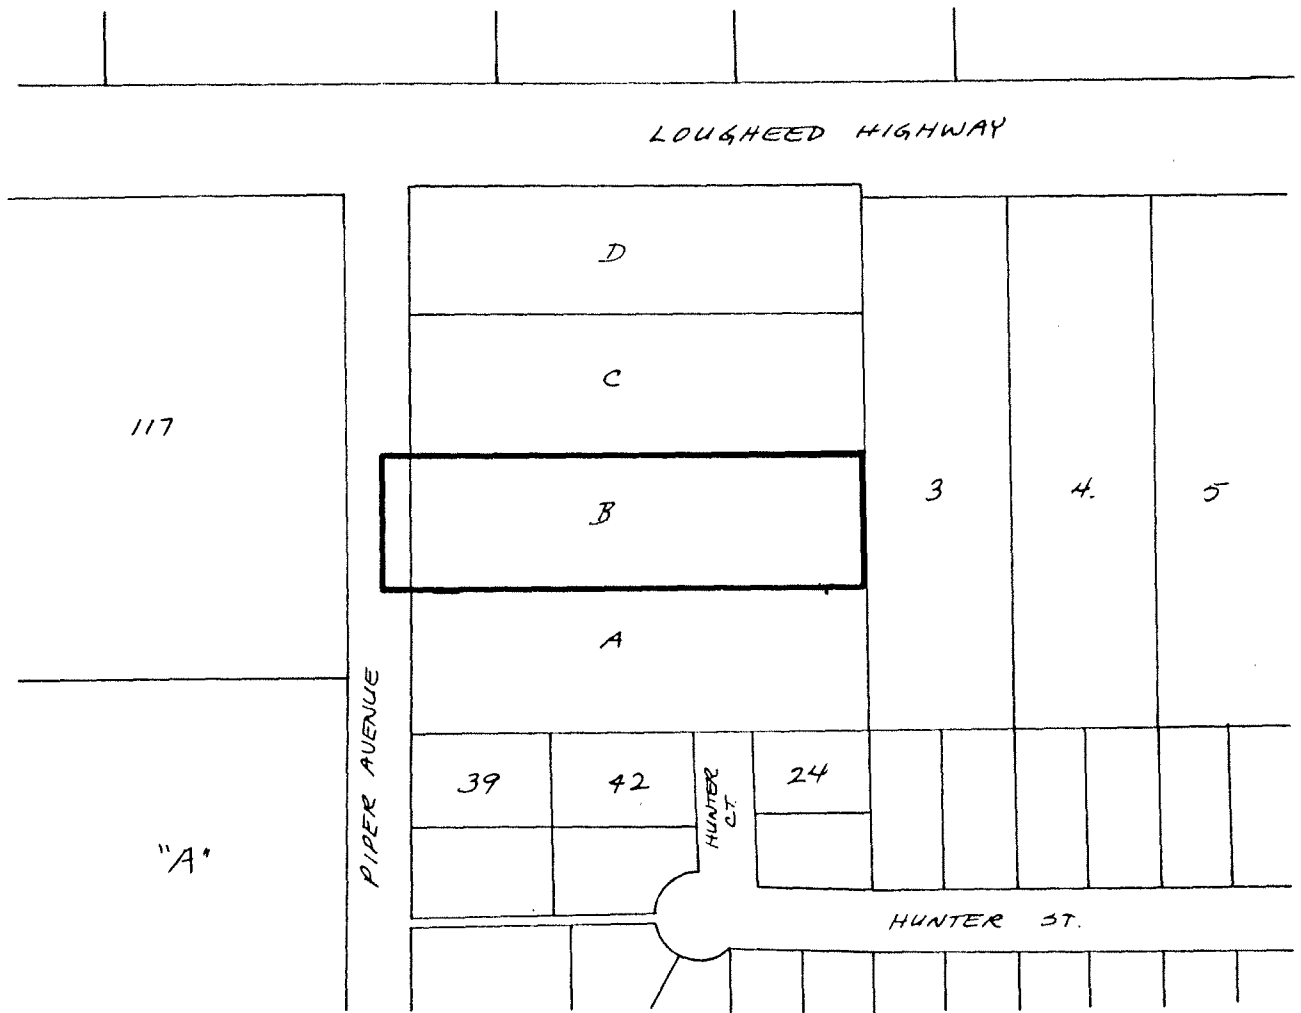 LOUGHEED HIGHWAY
D
C
117
B
3
4.
5
A
PIPER AVENUE
39
42
HUNTER
CT.
24
"A"
HUNTER ST.